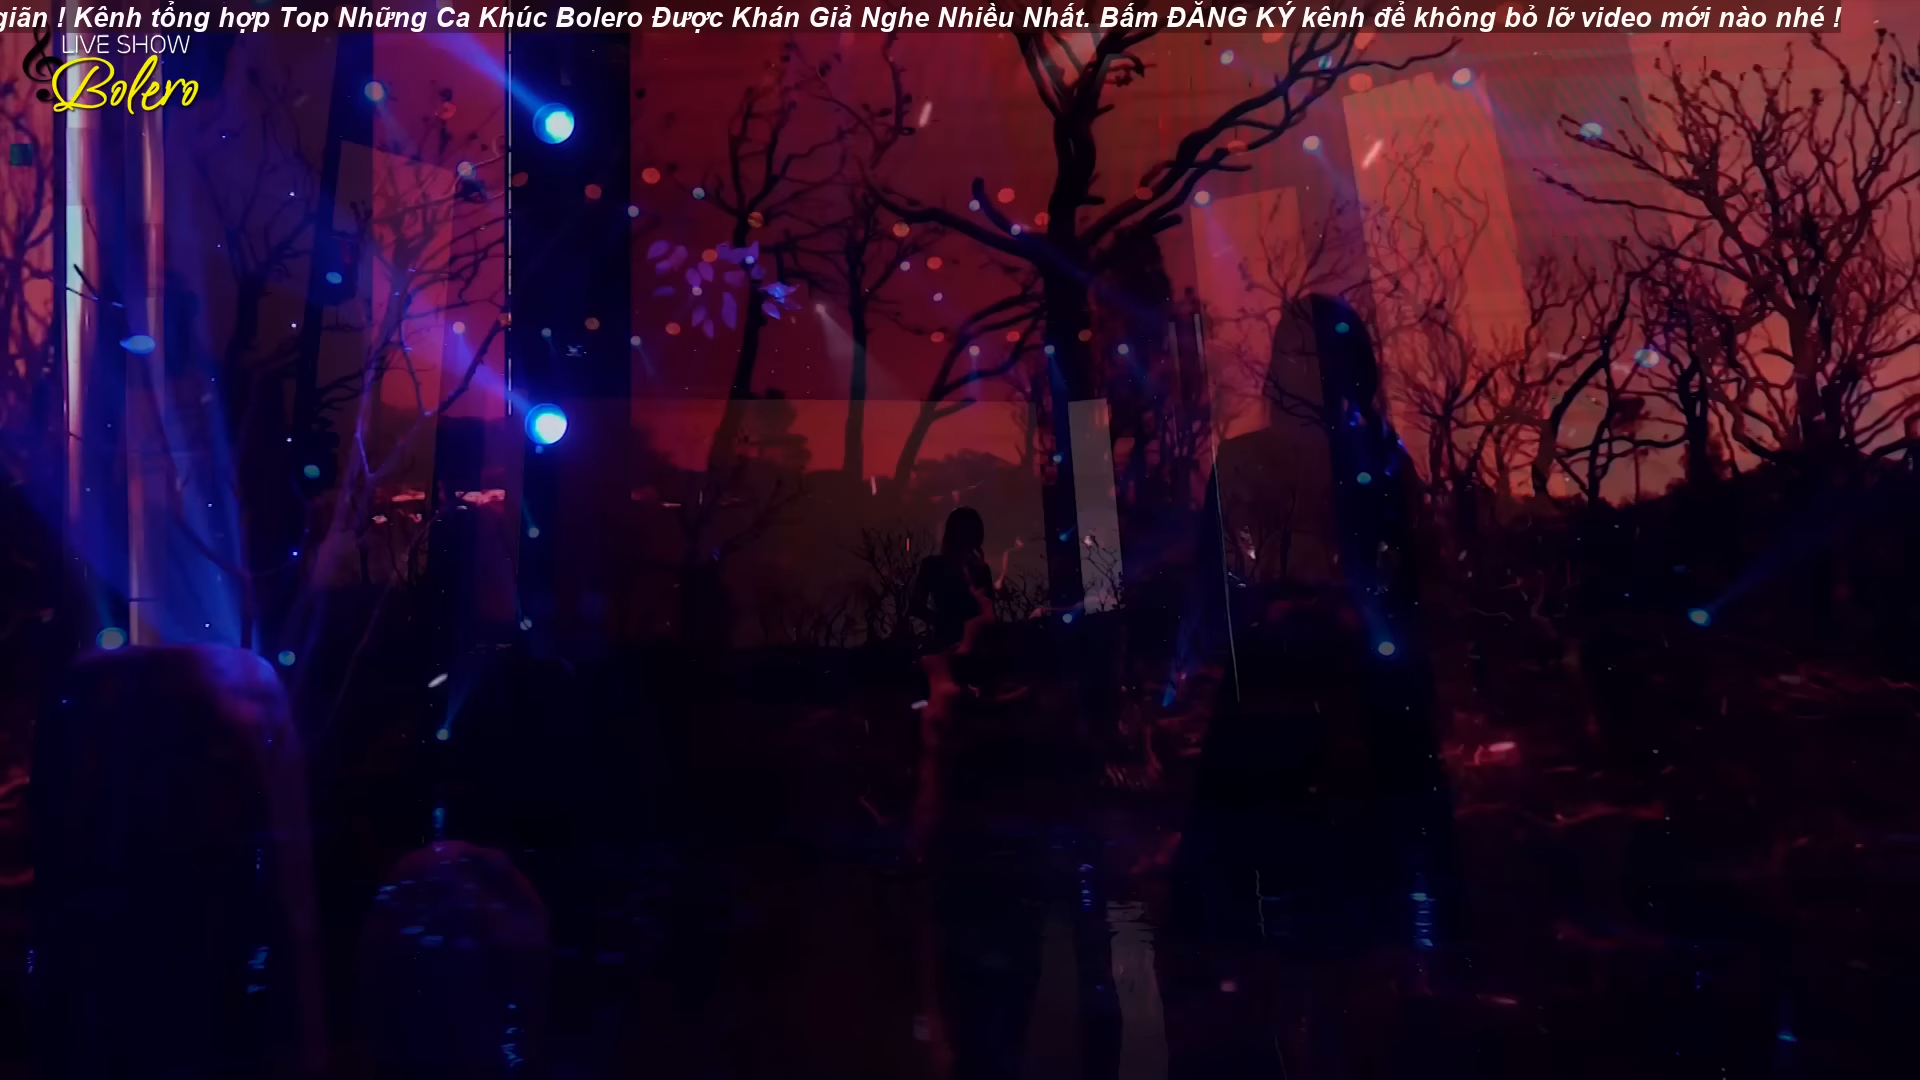 giãn ! Kênh tổng hợp Top Những Ca Khúc Bolero Được Khán Giả Nghe Nhiều Nhất. Bấm ĐĂNG KÝ kênh để không bỏ lỡ video mới nào nhé !
LIVE SHOW
Bolero